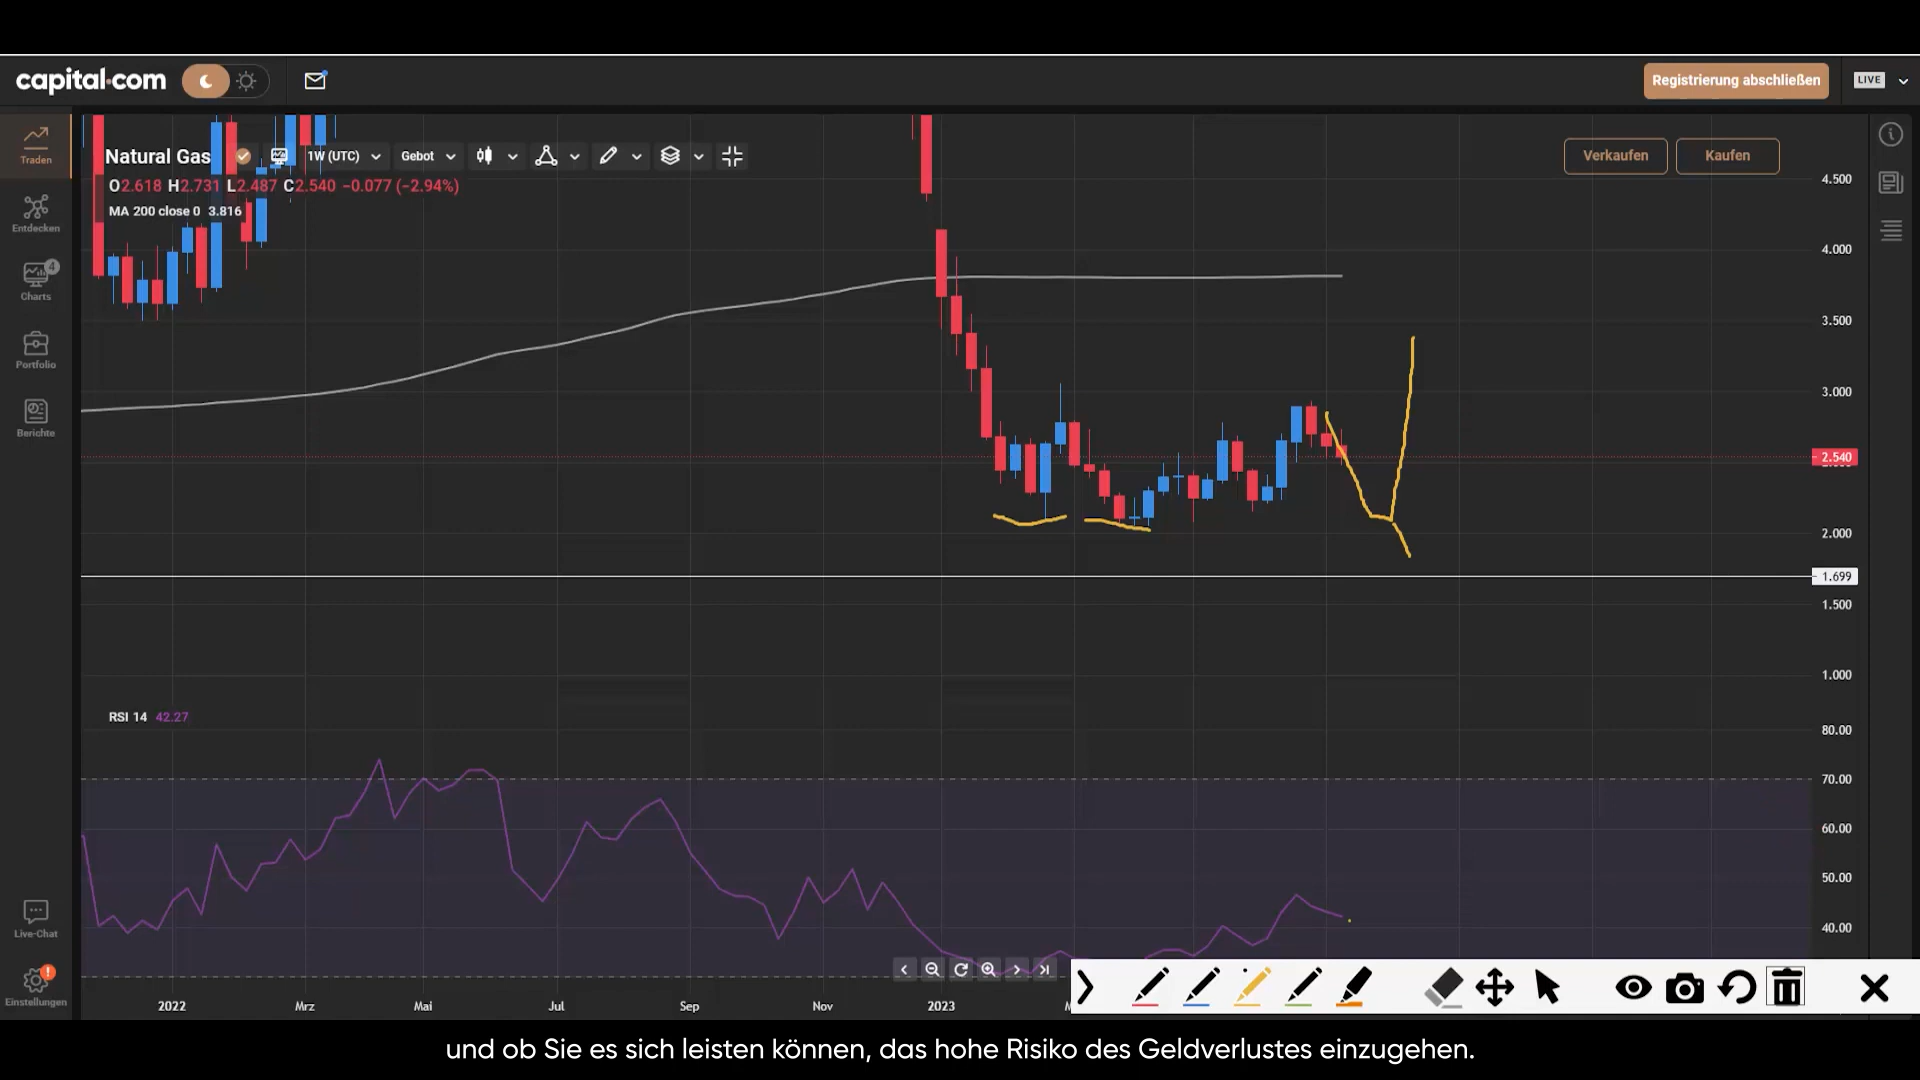 capital.com
Registrierung abschließen
LIVE
Traden
Natural Gas
1W (UTC)
Gebot
Verkaufen
Kaufen
O2.618 H2.731 L2.487 C2.540 −0.077 (−2.94%)
MA 200 close 0 3.816
Entdecken
4
Charts
Portfolio
Berichte
4.500
4.000
3.500
3.000
2.540
2.000
1.699
1.500
1.000
RSI 14 42.27
80.00
70.00
60.00
50.00
40.00
Live-Chat
!
Einstellungen
2022 Mrz Mai Jul Sep Nov 2023
und ob Sie es sich leisten können, das hohe Risiko des Geldverlustes einzugehen.